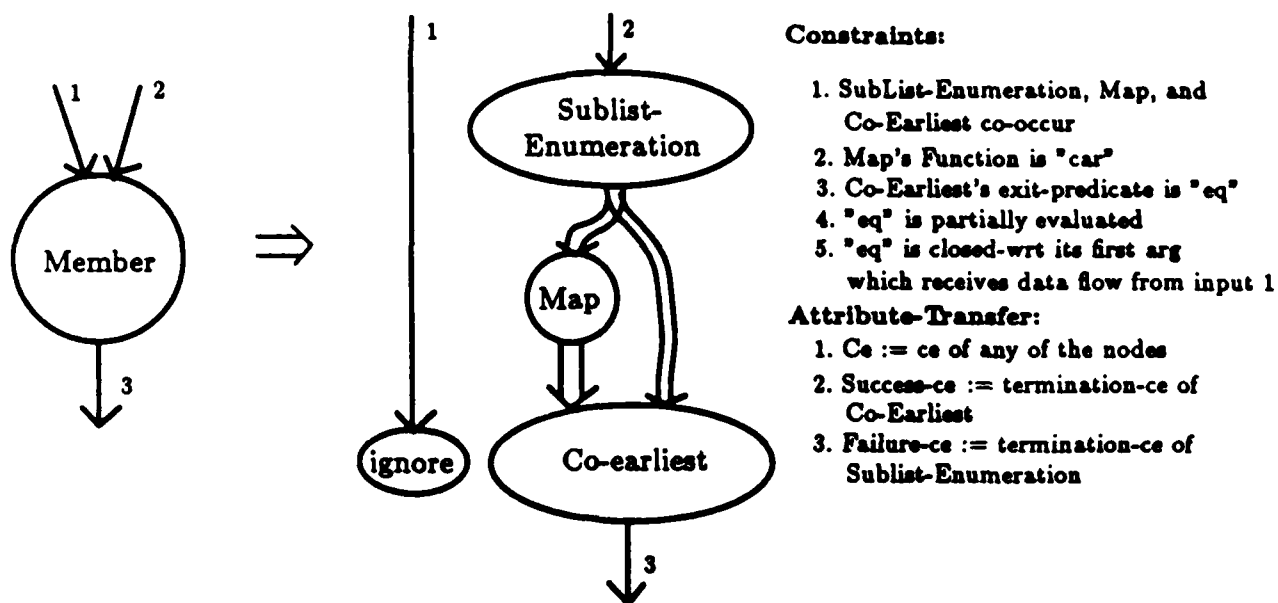 1
2
Member
3
1
2
Sublist-
Enumeration
Map
ignore
Co-earliest
3
Constraints:
1. SubList-Enumeration, Map, and
Co-Earliest co-occur
2. Map's Function is "car"
3. Co-Earliest's exit-predicate is "eq"
4. "eq" is partially evaluated
5. "eq" is closed-wrt its first arg
which receives data flow from input 1
Attribute-Transfer:
1. Ce := ce of any of the nodes
2. Success-ce := termination-ce of
Co-Earliest
3. Failure-ce := termination-ce of
Sublist-Enumeration